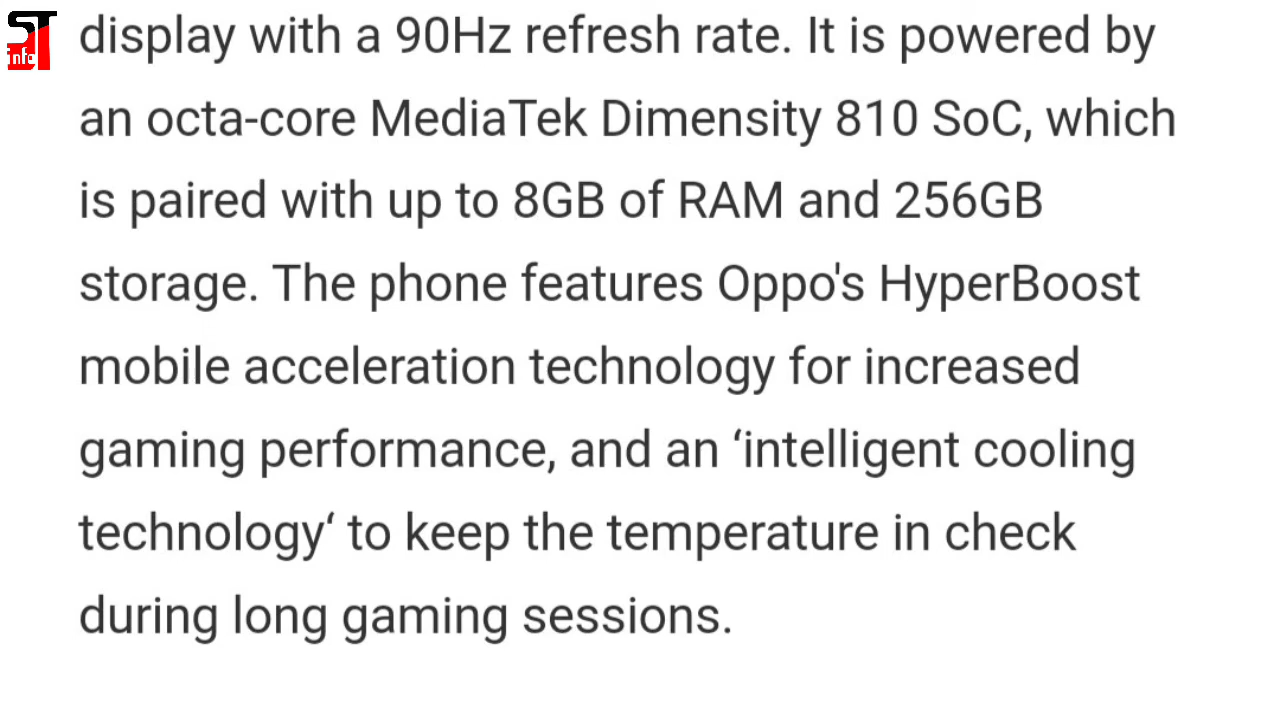 ST
info
display with a 90Hz refresh rate. It is powered by
an octa-core MediaTek Dimensity 810 SoC, which
is paired with up to 8GB of RAM and 256GB
storage. The phone features Oppo's HyperBoost
mobile acceleration technology for increased
gaming performance, and an ‘intelligent cooling
technology‘ to keep the temperature in check
during long gaming sessions.